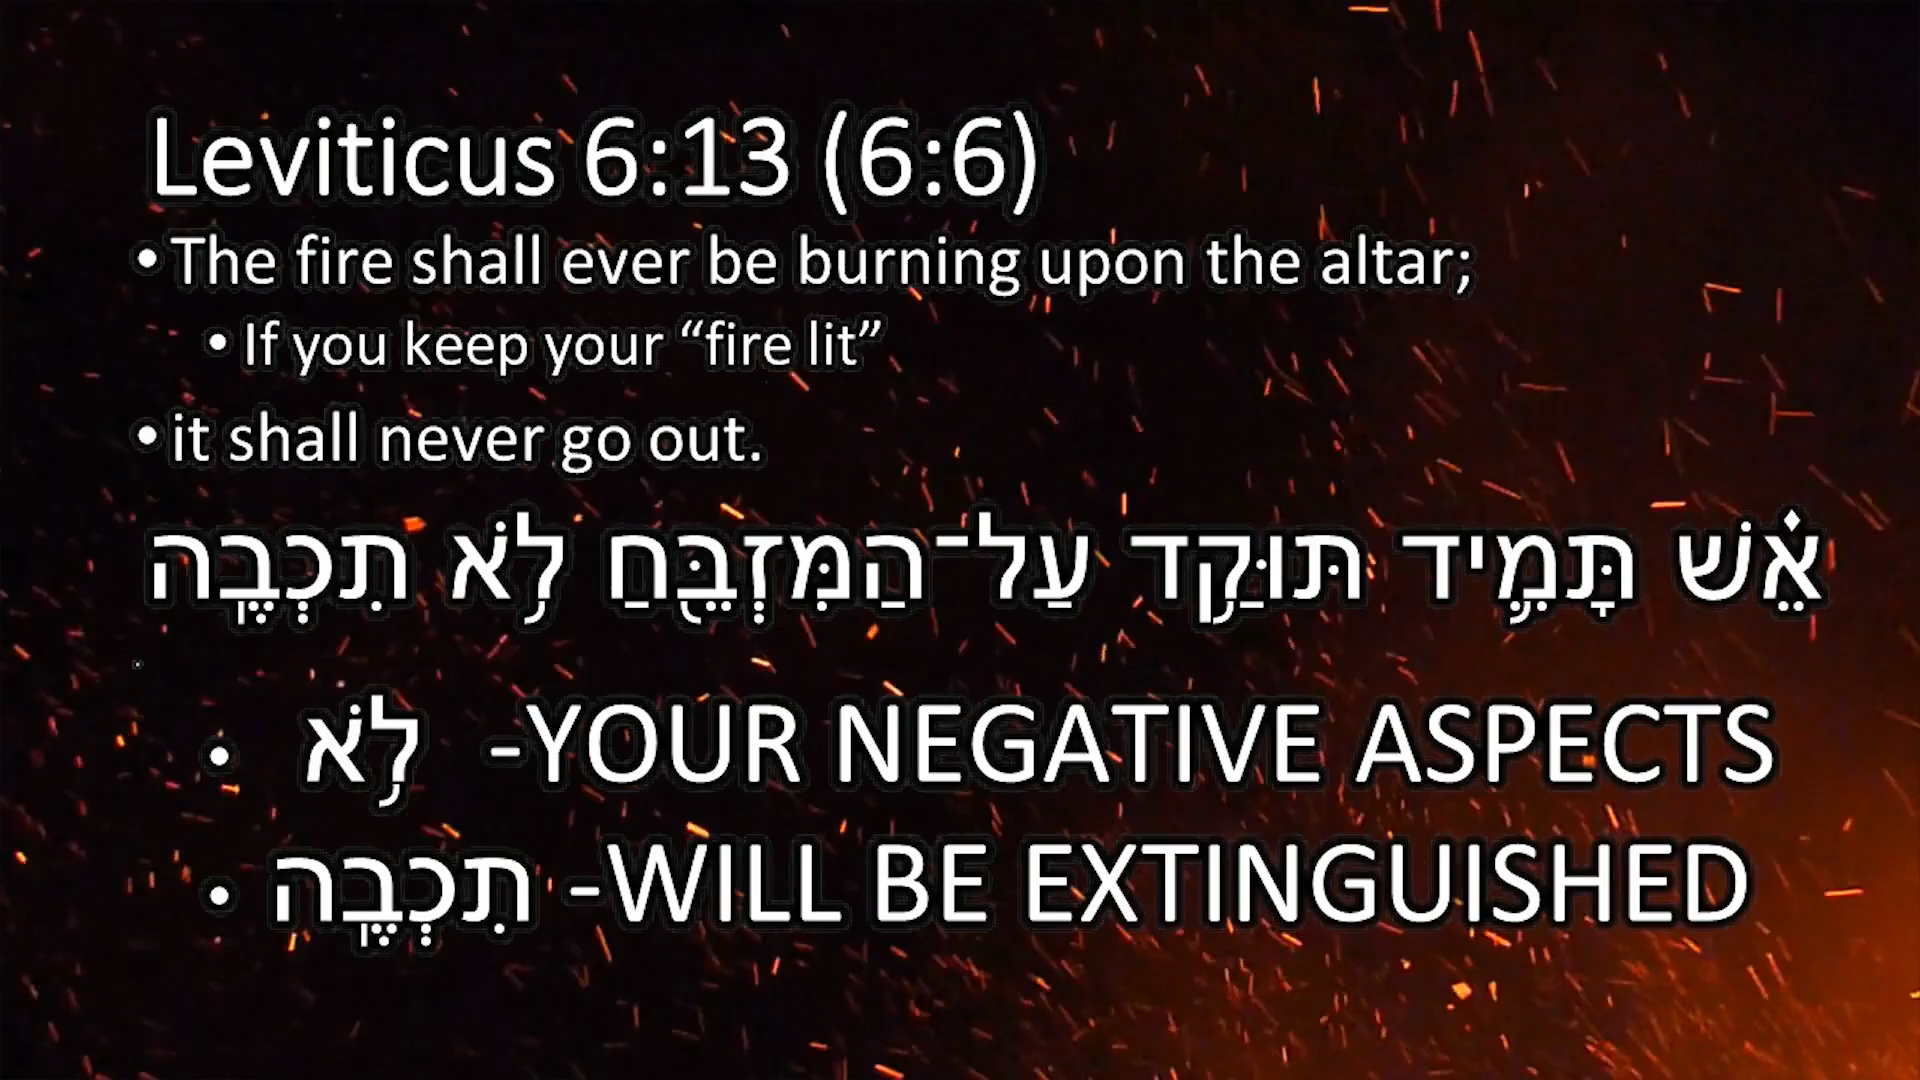 Leviticus 6:13 (6:6)
• The fire shall ever be burning upon the altar;
• If you keep your “fire lit”
• it shall never go out.
אֵ֗שׁ תָּמִ֛יד תּוּקַ֥ד עַל־הַמִּזְבֵּ֖חַ לֹ֥א תִכְבֶּֽה
• לֹ֥א -YOUR NEGATIVE ASPECTS
• תִכְבֶּֽה -WILL BE EXTINGUISHED